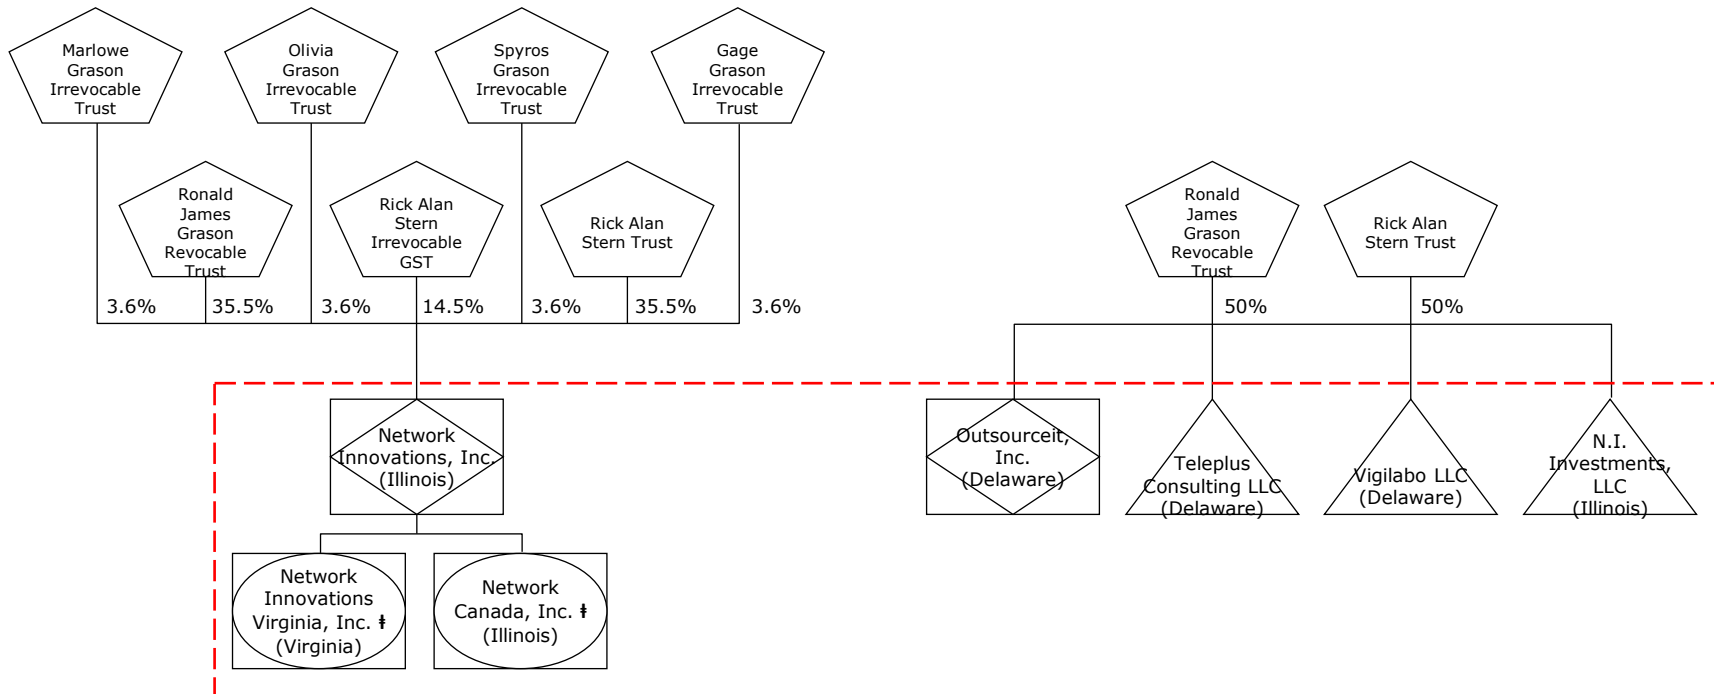 Marlowe
Grason
Irrevocable
Trust
Olivia
Grason
Irrevocable
Trust
Spyros
Grason
Irrevocable
Trust
Gage
Grason
Irrevocable
Trust
Ronald
James
Grason
Revocable
Trust
Rick Alan
Stern
Irrevocable
GST
Rick Alan
Stern Trust
Ronald
James
Grason
Revocable
Trust
Rick Alan
Stern Trust
3.6%
35.5%
3.6%
14.5%
3.6%
35.5%
3.6%
50%
50%
Network
Innovations, Inc.
(Illinois)
Outsourceit,
Inc.
(Delaware)
Teleplus
Consulting LLC
(Delaware)
Vigilabo LLC
(Delaware)
N.I.
Investments,
LLC
(Illinois)
Network
Innovations
Virginia, Inc. ǂ
(Virginia)
Network
Canada, Inc. ǂ
(Illinois)